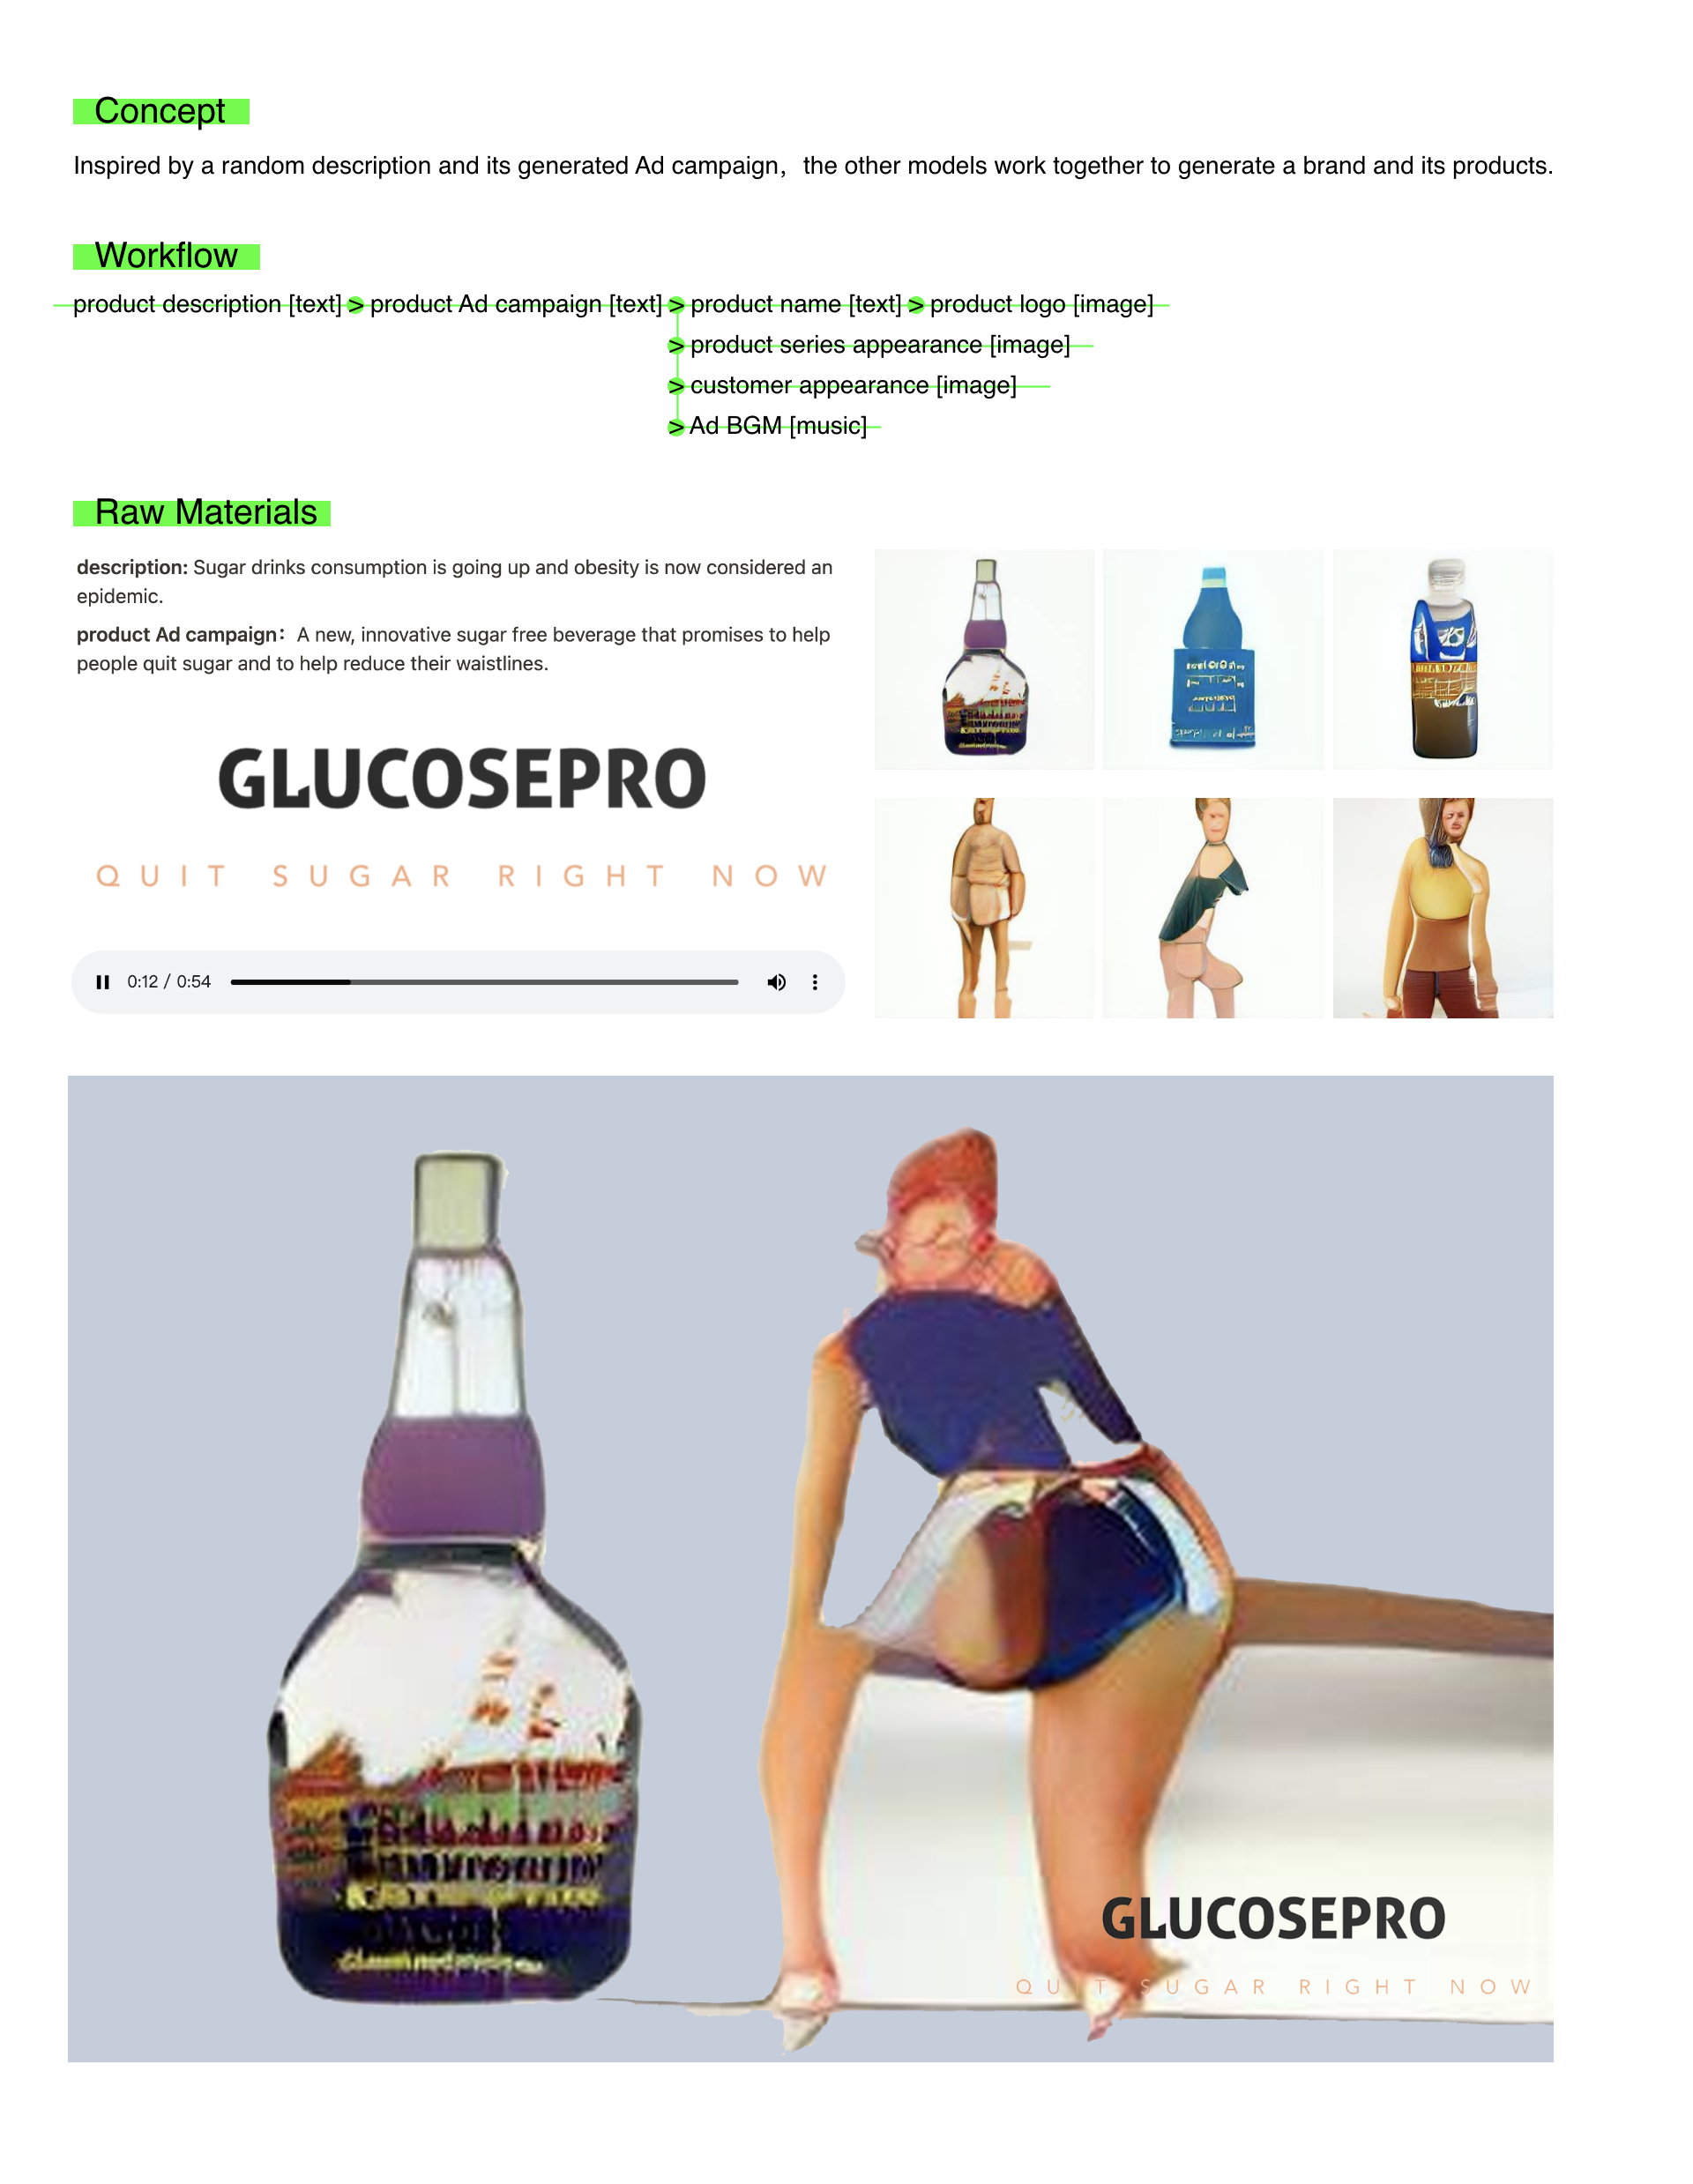 Concept
Inspired by a random description and its generated Ad campaign，the other models work together to generate a brand and its products.
Workflow
product description [text] > product Ad campaign [text] > product name [text] > product logo [image]
> product series appearance [image]
> customer appearance [image]
> Ad BGM [music]
Raw Materials
description: Sugar drinks consumption is going up and obesity is now considered an
epidemic.
product Ad campaign：A new, innovative sugar free beverage that promises to help
people quit sugar and to help reduce their waistlines.
GLUCOSEPRO
QUIT SUGAR RIGHT NOW
0:12 / 0:54
GLUCOSEPRO
QUIT SUGAR RIGHT NOW